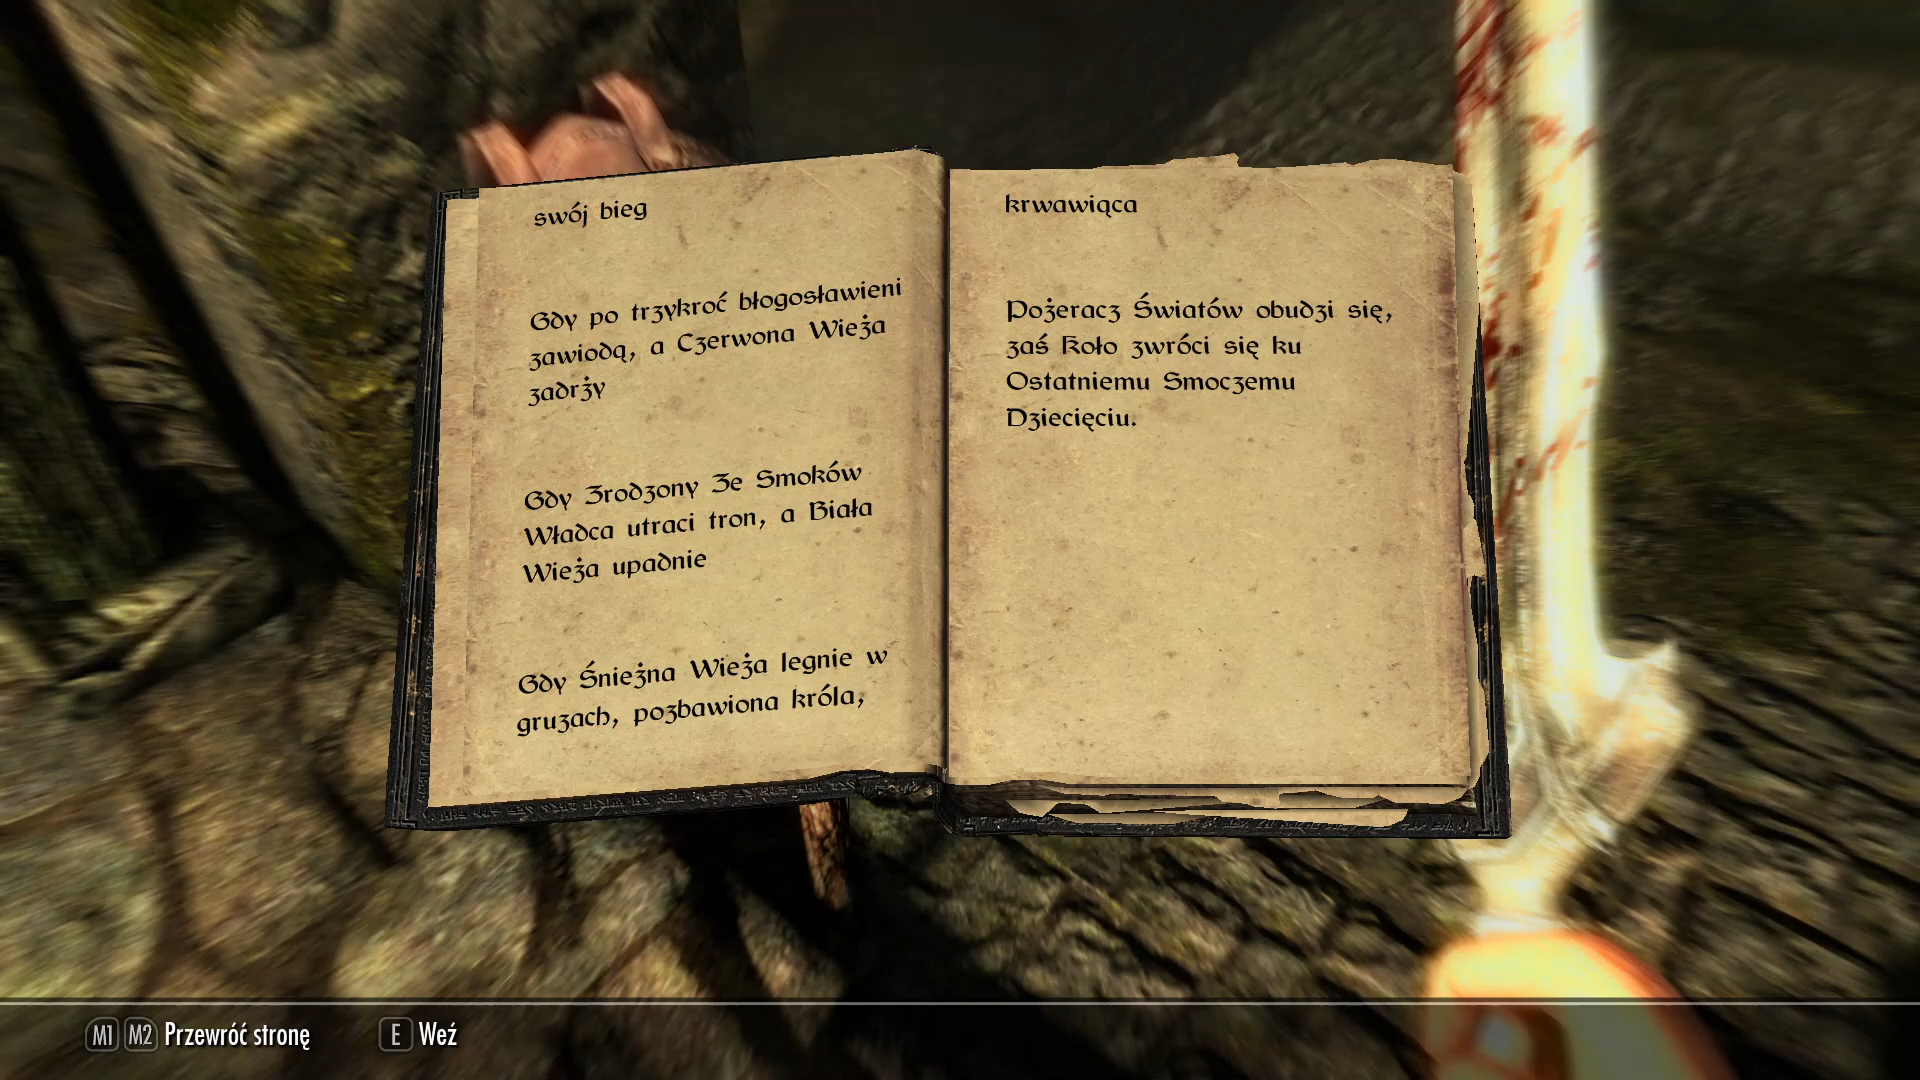 swój bieg
Gdy po trzykroć błogosławieni
zawiodą, a Czerwona Wieża
zadrży
Gdy Zrodzony Ze Smoków
Władca utraci tron, a Biała
Wieża upadnie
Gdy Śnieżna Wieża legnie w
gruzach, pozbawiona króla,
krwawiąca
Pożeracz Światów obudzi się,
zaś Koło zwróci się ku
Ostatniemu Smoczemu
Dziecięciu.
M1 M2 Przewróć stronę E Weź